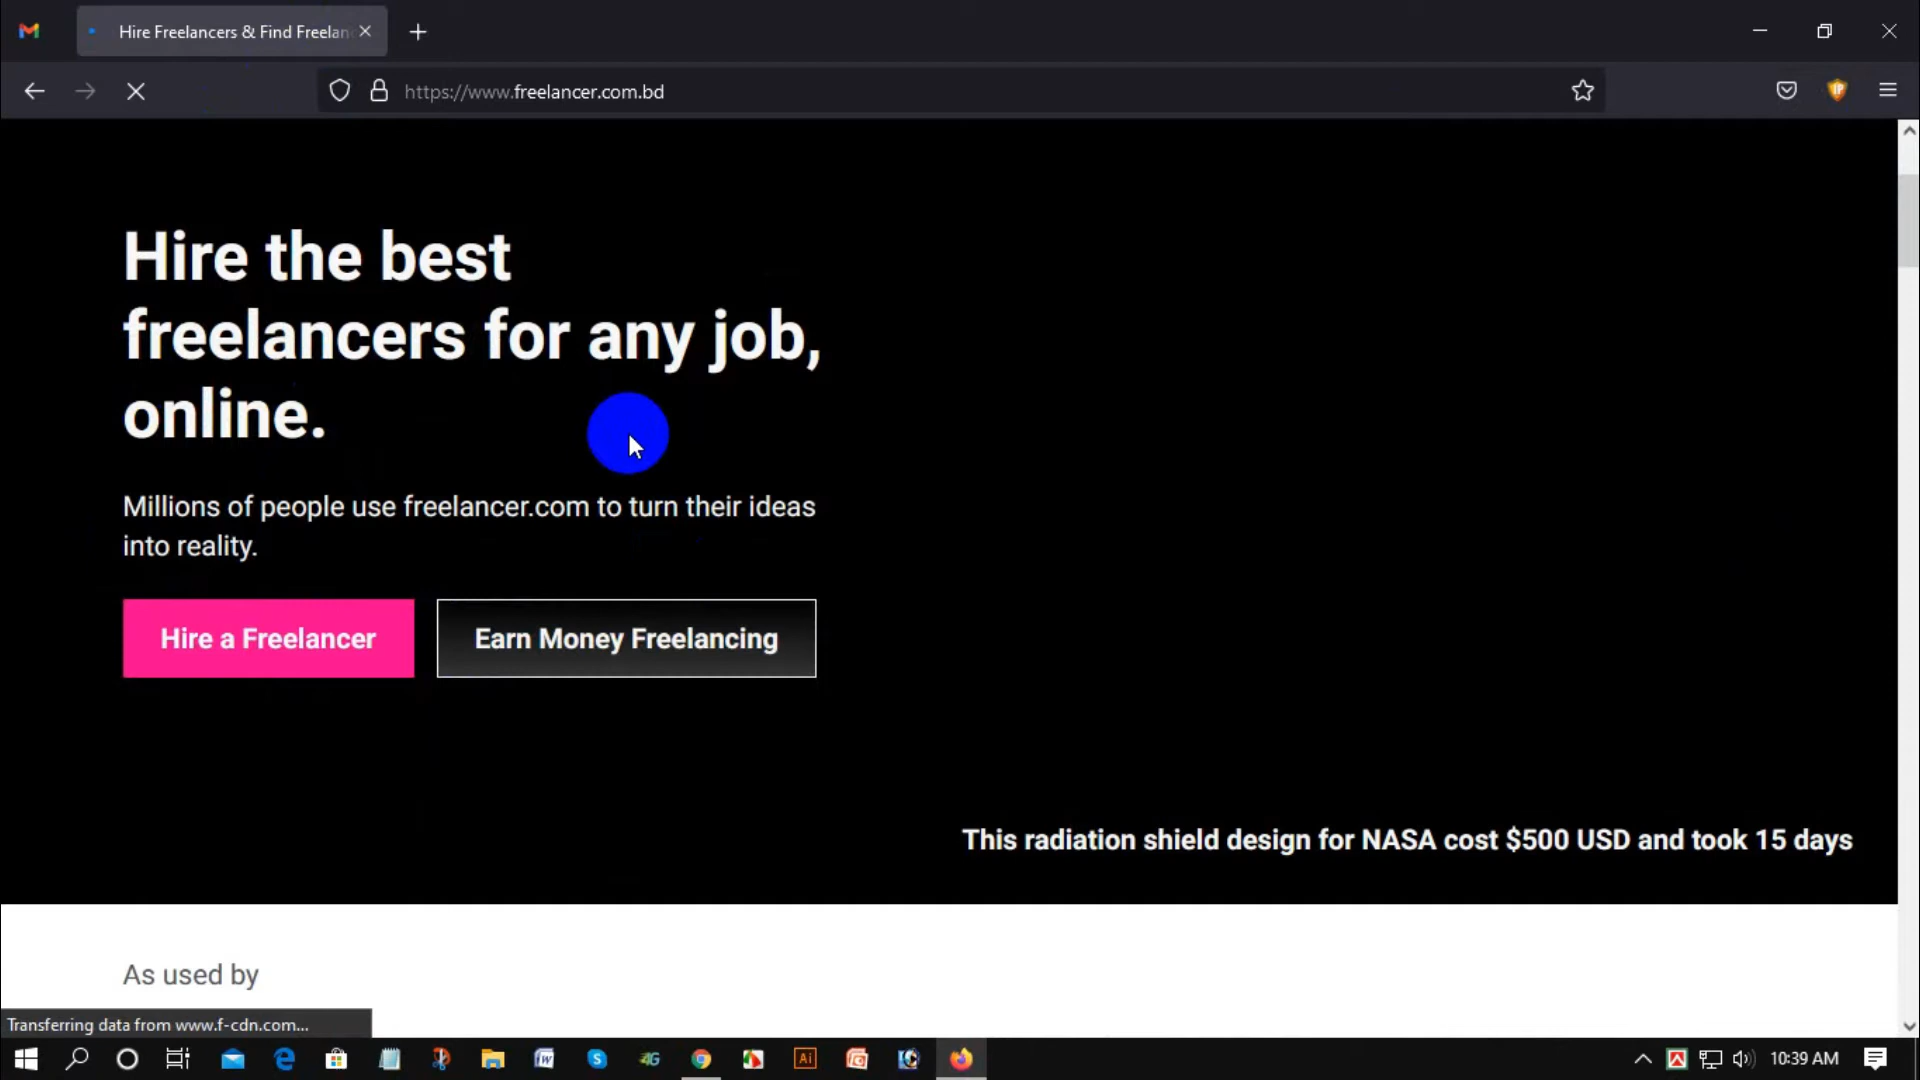 Hire Freelancers & Find Freelan
https://www.freelancer.com.bd
Hire the best
freelancers for any job,
online.
Millions of people use freelancer.com to turn their ideas
into reality.
Hire a Freelancer
Earn Money Freelancing
This radiation shield design for NASA cost $500 USD and took 15 days
As used by
Transferring data from www.f-cdn.com...
4G
Ai
10:39 AM